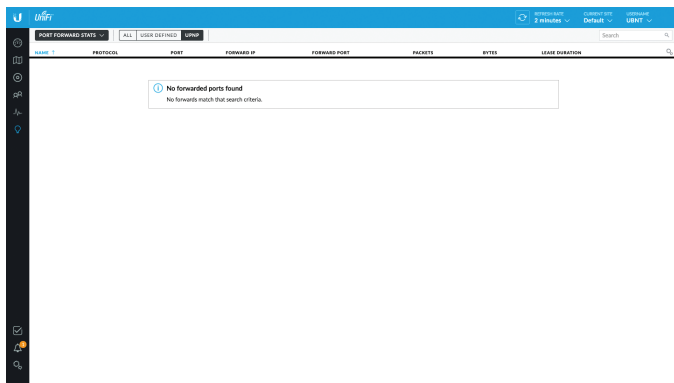 UniFi
REFRESH RATE
2 minutes
CURRENT SITE
Default
USERNAME
UBNT
PORT FORWARD STATS
ALL
USER DEFINED
UPNP
Search
NAME
PROTOCOL
PORT
FORWARD IP
FORWARD PORT
PACKETS
BYTES
LEASE DURATION
No forwarded ports found
No forwards match that search criteria.